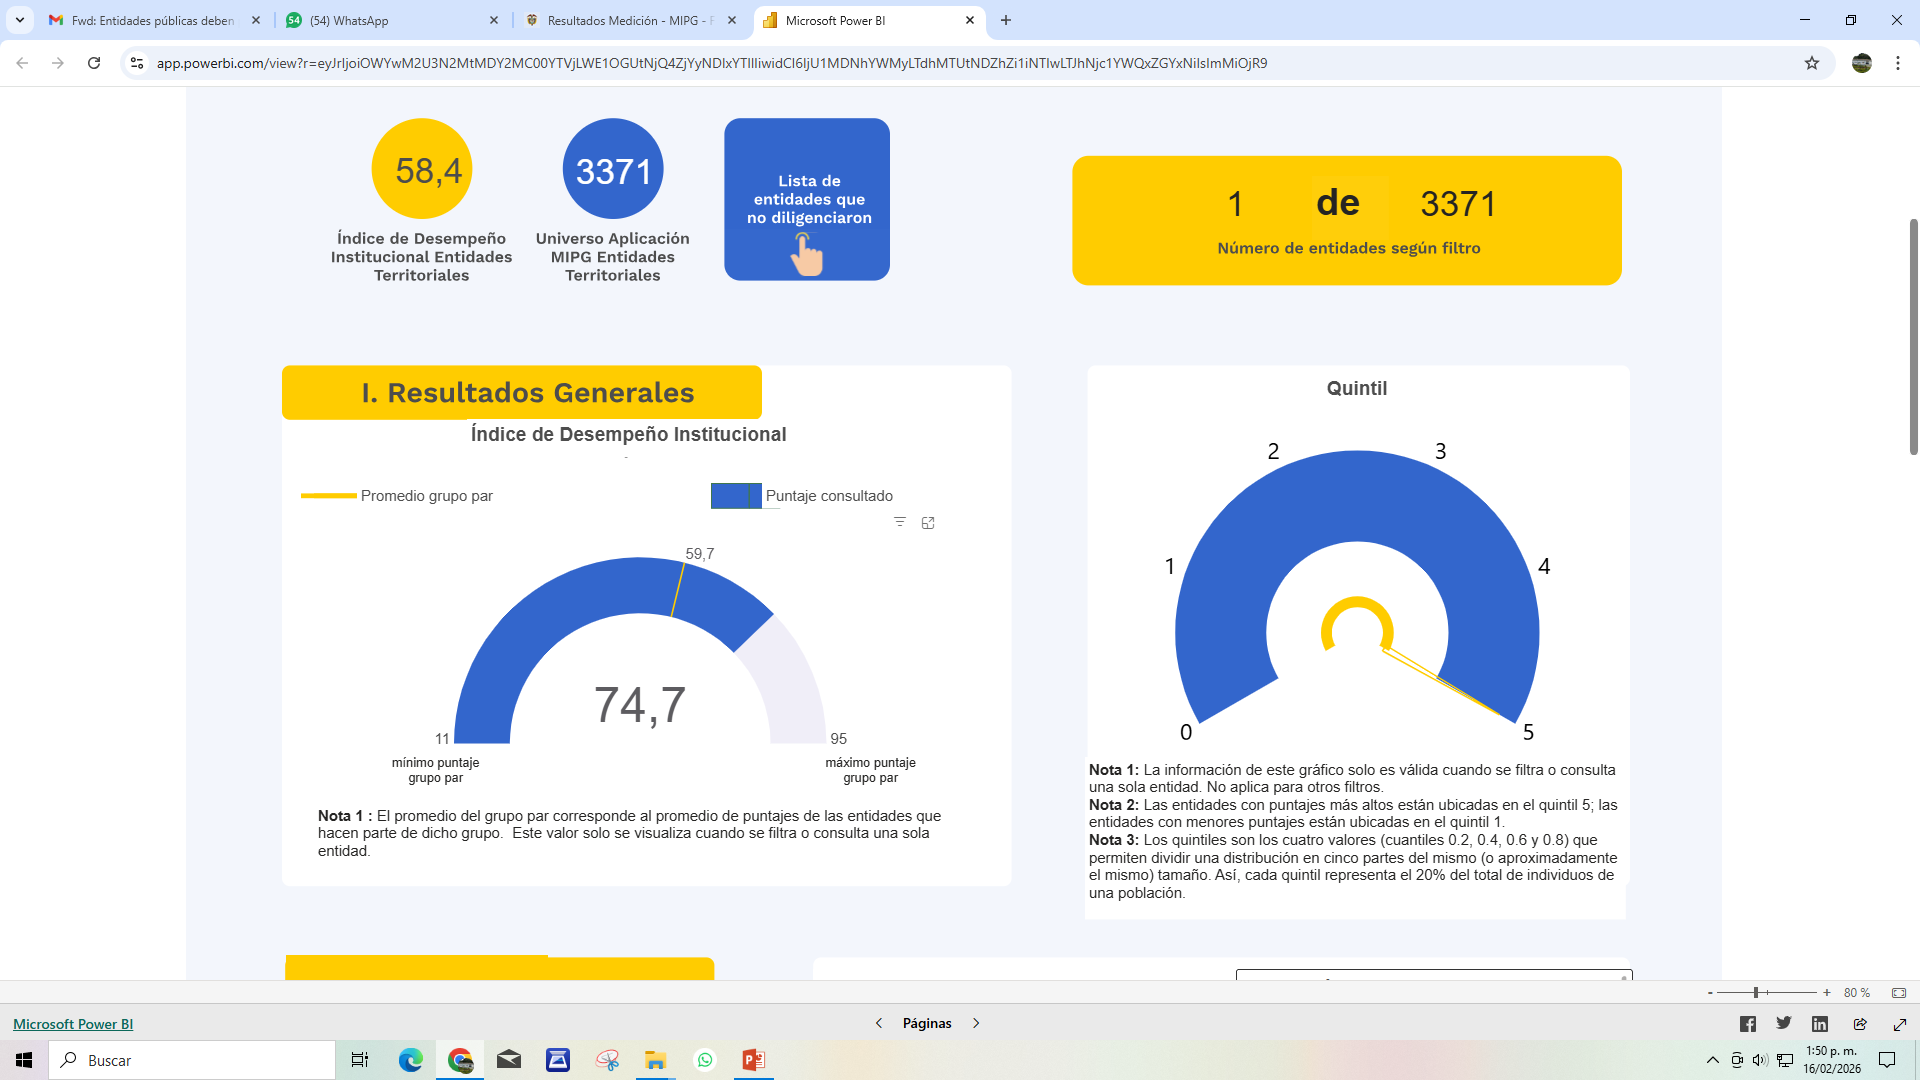 Fwd: Entidades públicas deben
(54) WhatsApp
Resultados Medición - MIPG - F
Microsoft Power BI
54
58,4
3371
Índice de Desempeño
Institucional Entidades
Territoriales
Universo Aplicación
MIPG Entidades
Territoriales
Lista de
entidades que
no diligenciaron
1 de 3371
Número de entidades según filtro
I. Resultados Generales
Índice de Desempeño Institucional
Promedio grupo par
Puntaje consultado
59,7
74,7
11
mínimo puntaje
grupo par
95
máximo puntaje
grupo par
Nota 1 : El promedio del grupo par corresponde al promedio de puntajes de las entidades que
hacen parte de dicho grupo. Este valor solo se visualiza cuando se filtra o consulta una sola
entidad.
Quintil
0
1
2
3
4
5
Nota 1: La información de este gráfico solo es válida cuando se filtra o consulta
una sola entidad. No aplica para otros filtros.
Nota 2: Las entidades con puntajes más altos están ubicadas en el quintil 5; las
entidades con menores puntajes están ubicadas en el quintil 1.
Nota 3: Los quintiles son los cuatro valores (cuantiles 0.2, 0.4, 0.6 y 0.8) que
permiten dividir una distribución en cinco partes del mismo (o aproximadamente
el mismo) tamaño. Así, cada quintil representa el 20% del total de individuos de
una población.
- + 80 %
Microsoft Power BI
Páginas
Buscar
1:50 p. m.
16/02/2026